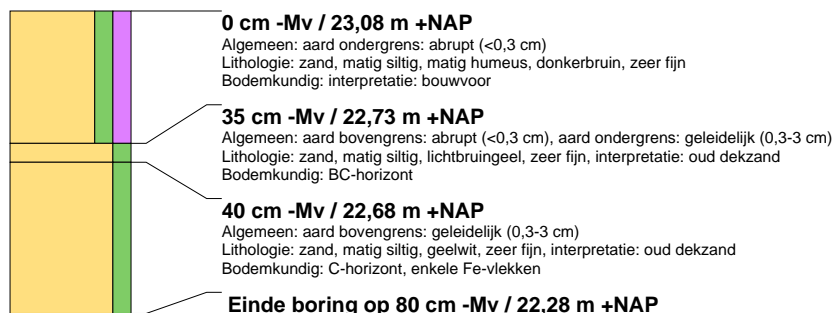 0 cm -Mv / 23,08 m +NAP
Algemeen: aard ondergrens: abrupt (<0,3 cm)
Lithologie: zand, matig siltig, matig humeus, donkerbruin, zeer fijn
Bodemkundig: interpretatie: bouwvoor
35 cm -Mv / 22,73 m +NAP
Algemeen: aard bovengrens: abrupt (<0,3 cm), aard ondergrens: geleidelijk (0,3-3 cm)
Lithologie: zand, matig siltig, lichtbruingeel, zeer fijn, interpretatie: oud dekzand
Bodemkundig: BC-horizont
40 cm -Mv / 22,68 m +NAP
Algemeen: aard bovengrens: geleidelijk (0,3-3 cm)
Lithologie: zand, matig siltig, geelwit, zeer fijn, interpretatie: oud dekzand
Bodemkundig: C-horizont, enkele Fe-vlekken
Einde boring op 80 cm -Mv / 22,28 m +NAP